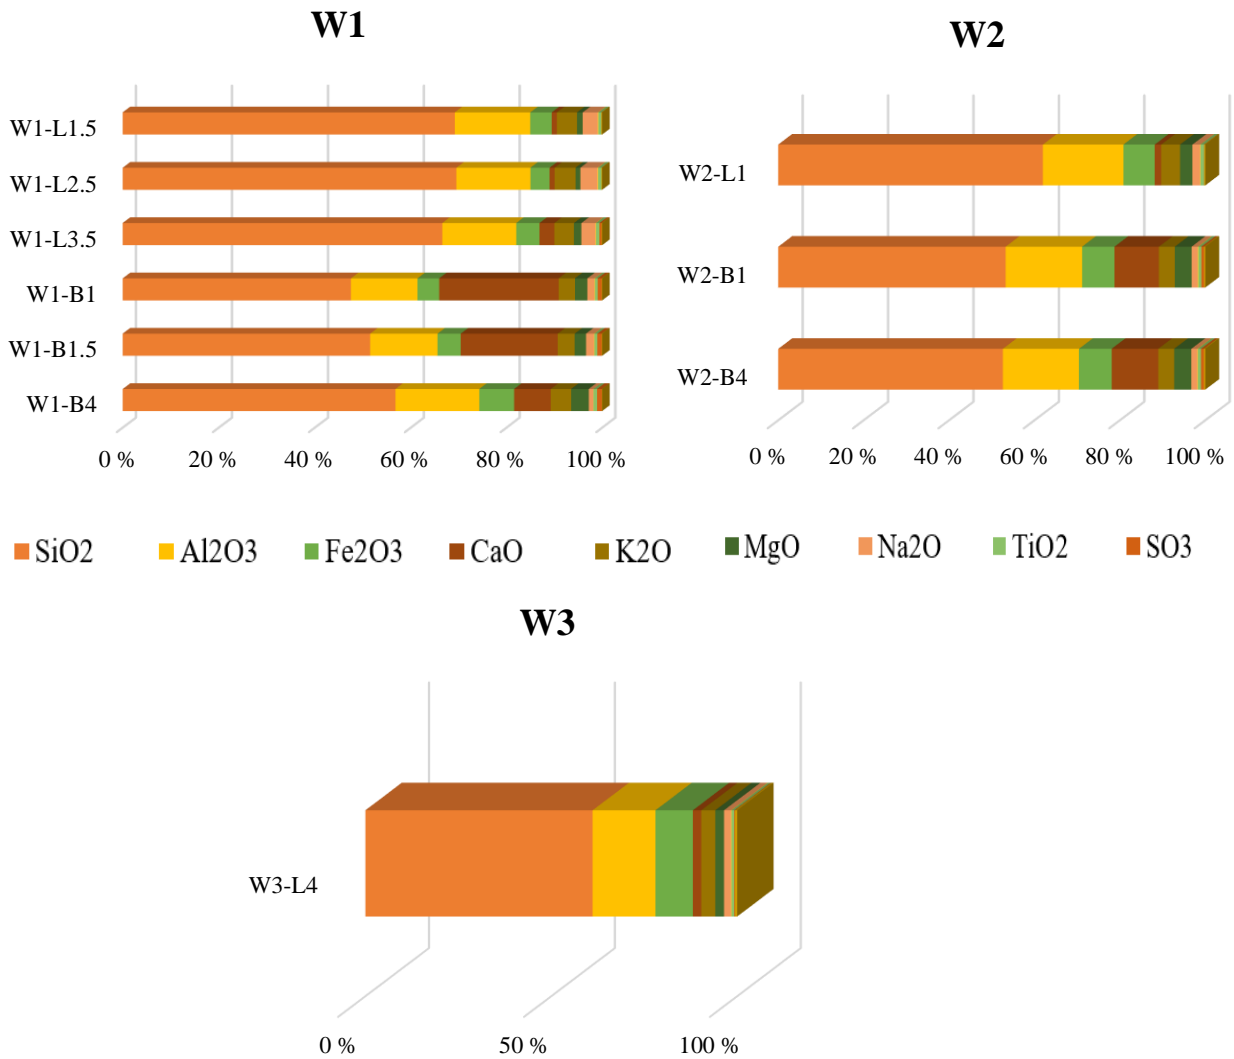 W1
W1-L1.5
W1-L2.5
W1-L3.5
W1-B1
W1-B1.5
W1-B4
0 % 20 % 40 % 60 % 80 % 100 %
W2
W2-L1
W2-B1
W2-B4
0 % 20 % 40 % 60 % 80 % 100 %
SiO2 Al2O3 Fe2O3 CaO K2O MgO Na2O TiO2 SO3
W3
W3-L4
0 % 50 % 100 %